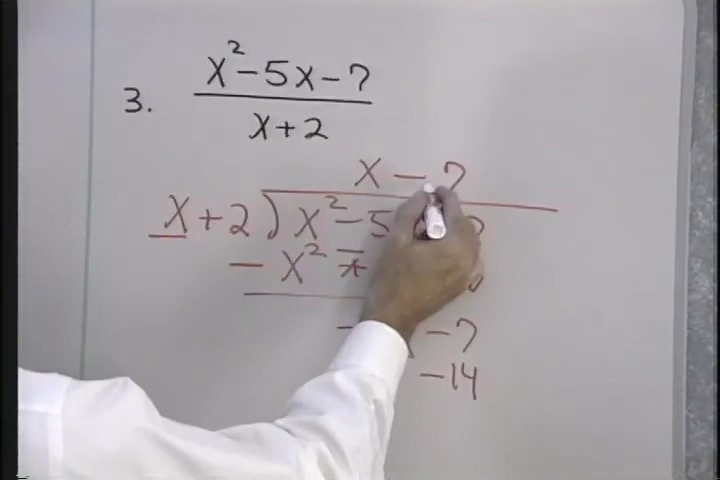 3. x² - 5x - 7
x + 2
x - 7
x + 2 ) x² - 5
- x²
- 7
- 14